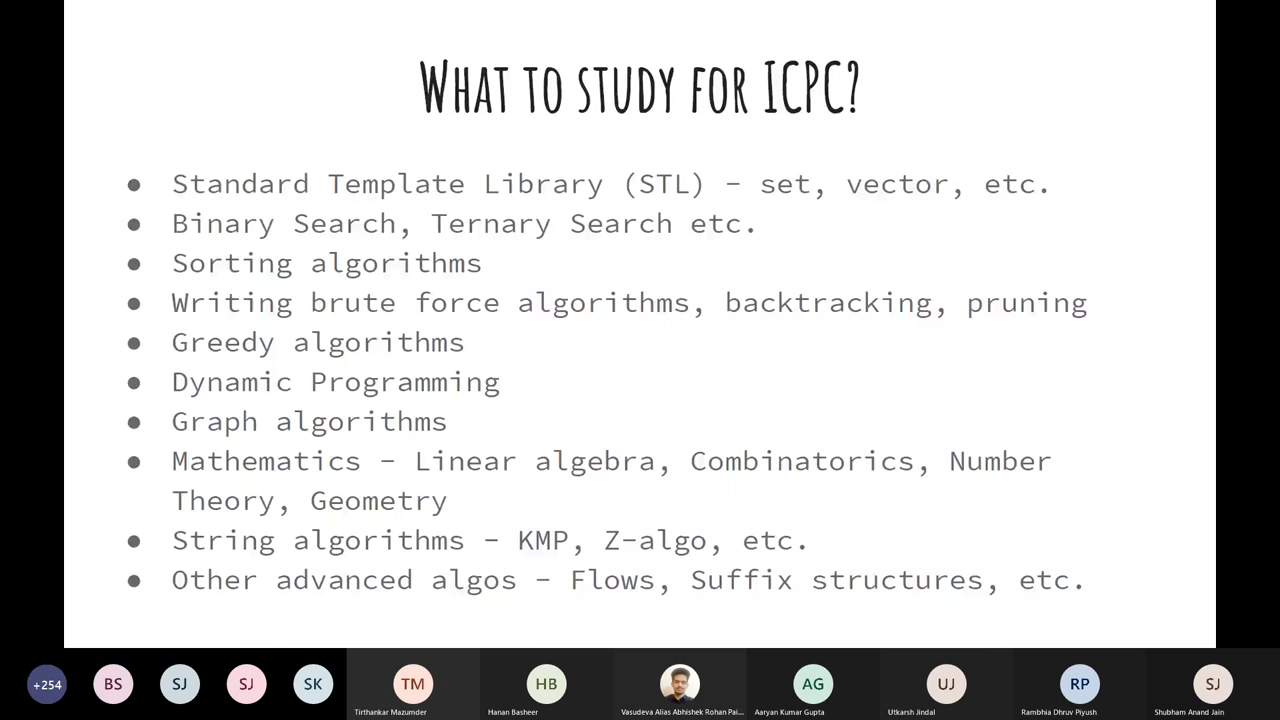 WHAT TO STUDY FOR ICPC?
● Standard Template Library (STL) - set, vector, etc.
● Binary Search, Ternary Search etc.
● Sorting algorithms
● Writing brute force algorithms, backtracking, pruning
● Greedy algorithms
● Dynamic Programming
● Graph algorithms
● Mathematics - Linear algebra, Combinatorics, Number
Theory, Geometry
● String algorithms - KMP, Z-algo, etc.
● Other advanced algos - Flows, Suffix structures, etc.
+254 BS SJ SJ SK TM HB AG UJ RP SJ
Tirthankar Mazumder Hanan Basheer Vasudeva Alias Abhishek Rohan Pai... Aaryan Kumar Gupta Utkarsh Jindal Rambhia Dhruv Piyush Shubham Anand Jain